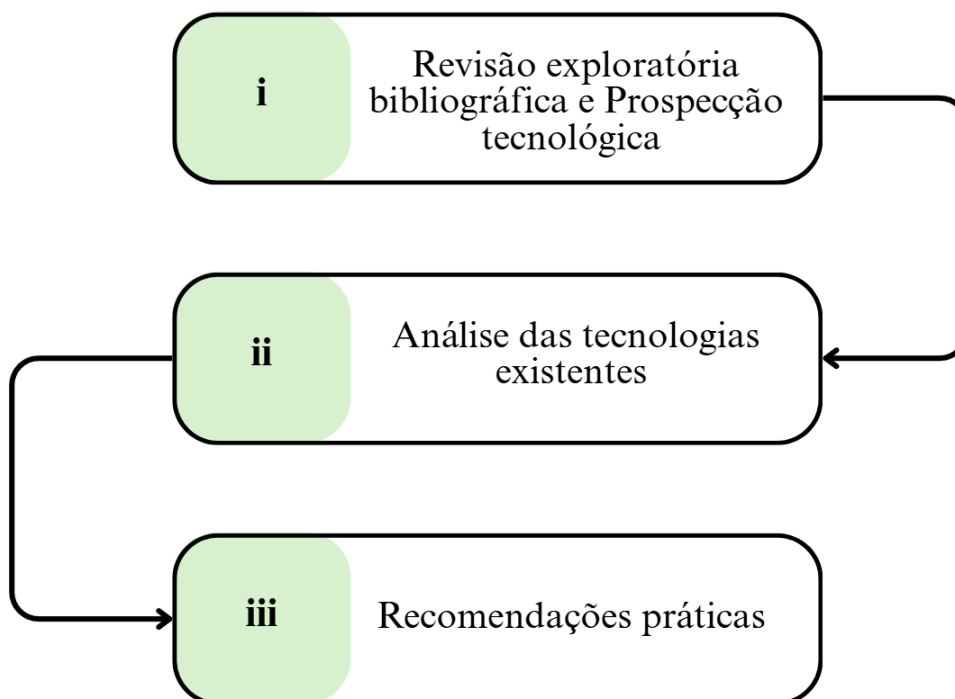 i
Revisão exploratória
bibliográfica e Prospecção
tecnológica
ii
Análise das tecnologias
existentes
iii
Recomendações práticas